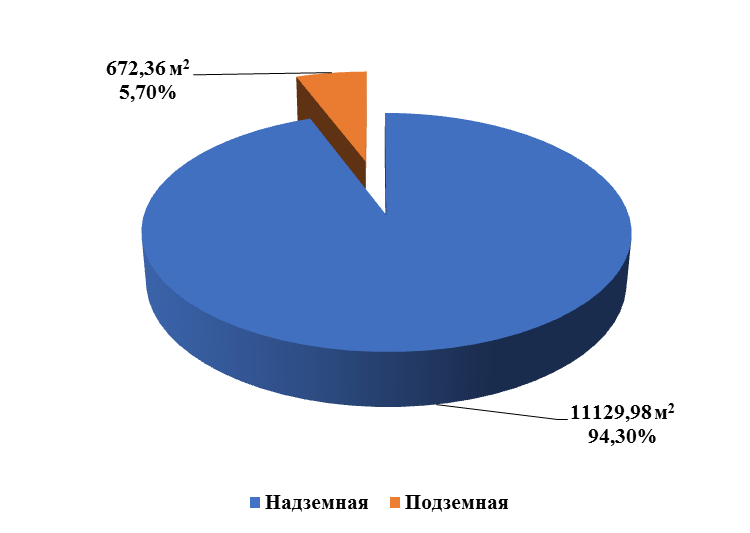 672,36 м²
5,70%
11129,98 м²
94,30%
Надземная Подземная